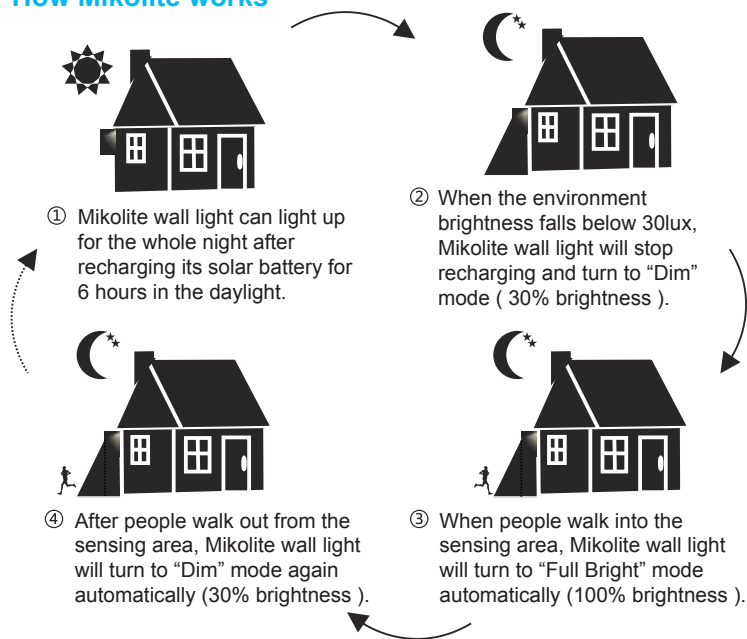 How Mikolite works
① Mikolite wall light can light up
for the whole night after
recharging its solar battery for
6 hours in the daylight.
② When the environment
brightness falls below 30lux,
Mikolite wall light will stop
recharging and turn to “Dim”
mode ( 30% brightness ).
③ When people walk into the
sensing area, Mikolite wall light
will turn to “Full Bright” mode
automatically (100% brightness ).
④ After people walk out from the
sensing area, Mikolite wall light
will turn to “Dim” mode again
automatically (30% brightness ).